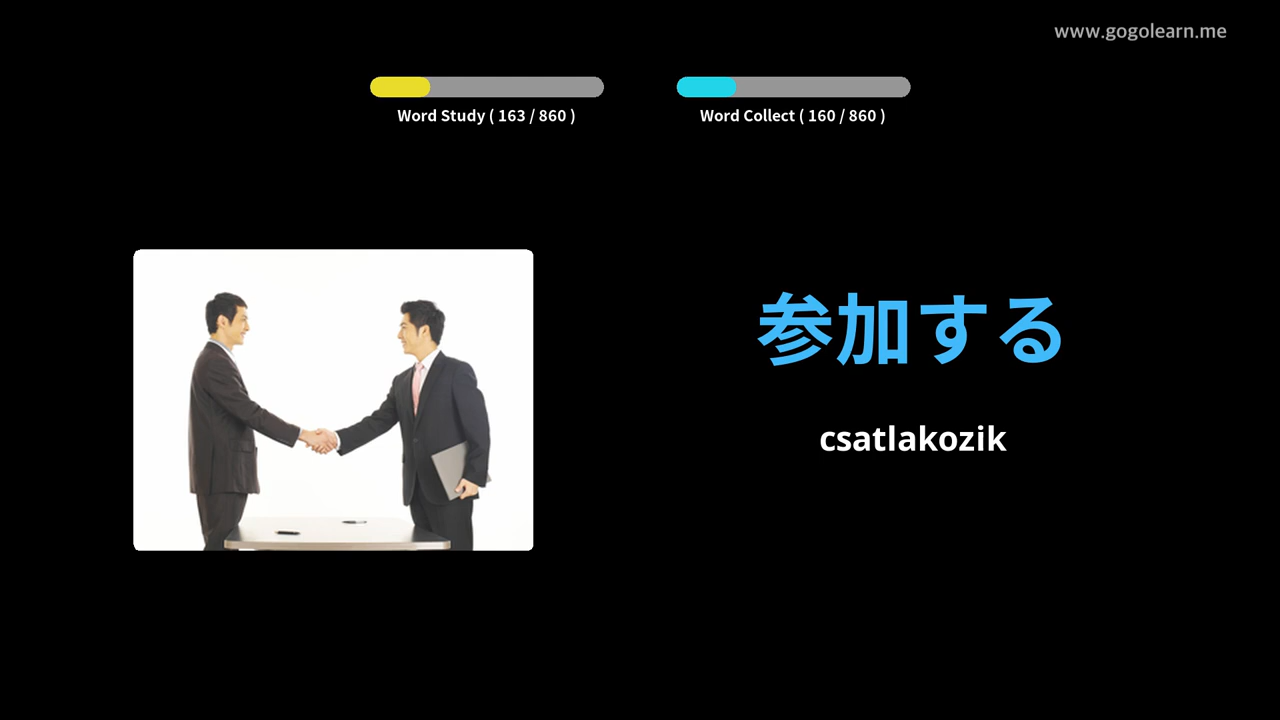 www.gogolearn.me
Word Study ( 163 / 860 )
Word Collect ( 160 / 860 )
参加する
csatlakozik